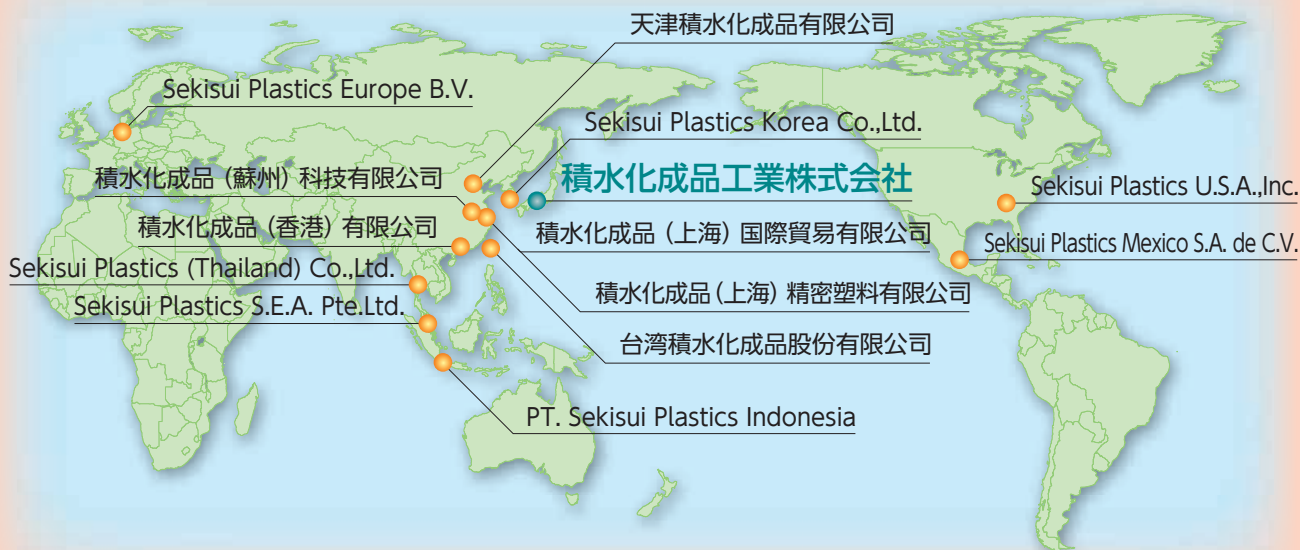 天津積水化成品有限公司
Sekisui Plastics Europe B.V.
Sekisui Plastics Korea Co.,Ltd.
積水化成品（蘇州）科技有限公司
積水化成品工業株式会社
Sekisui Plastics U.S.A.,Inc.
積水化成品（香港）有限公司
積水化成品（上海）国際貿易有限公司
Sekisui Plastics Mexico S.A. de C.V.
Sekisui Plastics (Thailand) Co.,Ltd.
積水化成品（上海）精密塑料有限公司
Sekisui Plastics S.E.A. Pte.Ltd.
台湾積水化成品股份有限公司
PT. Sekisui Plastics Indonesia